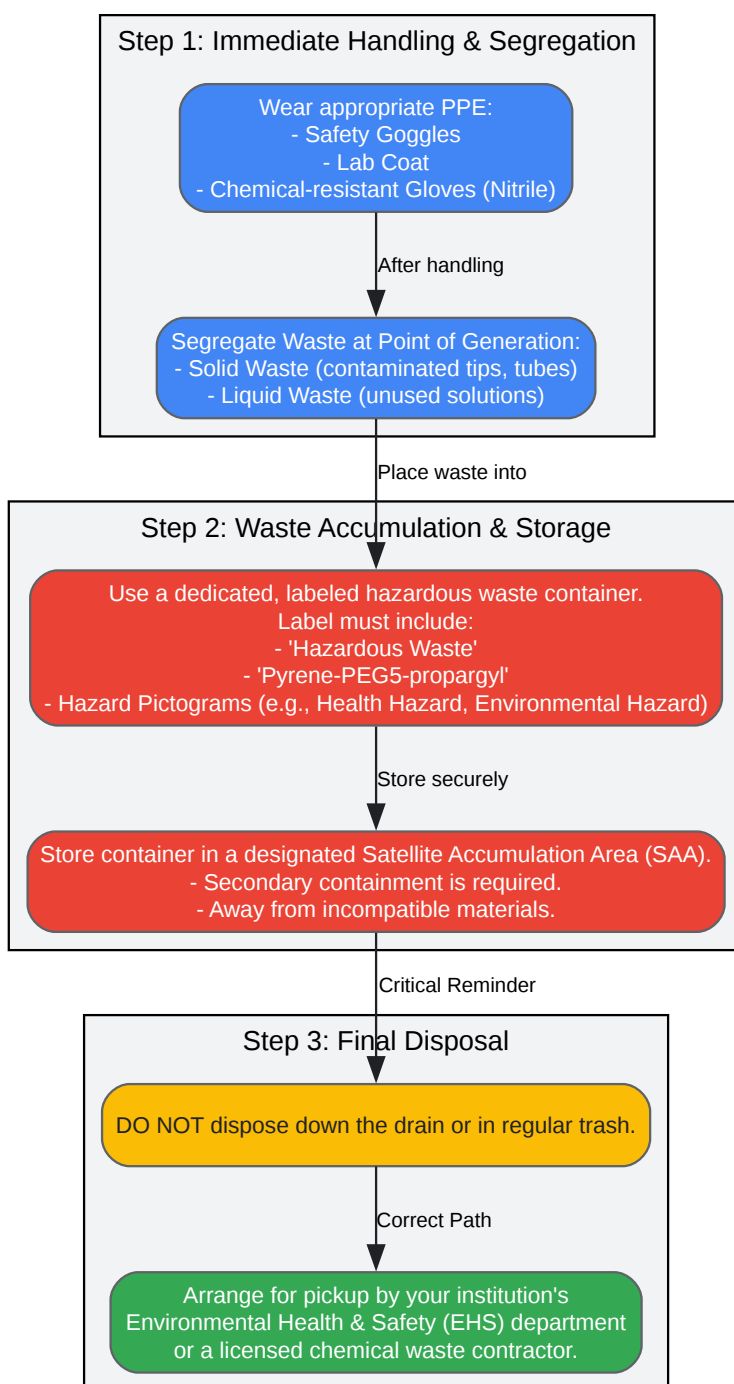 Step 1: Immediate Handling & Segregation
Wear appropriate PPE:
- Safety Goggles
- Lab Coat
- Chemical-resistant Gloves (Nitrile)
After handling
Segregate Waste at Point of Generation:
- Solid Waste (contaminated tips, tubes)
- Liquid Waste (unused solutions)
Place waste into
Step 2: Waste Accumulation & Storage
Use a dedicated, labeled hazardous waste container.
Label must include:
- 'Hazardous Waste'
- 'Pyrene-PEG5-propargyl'
- Hazard Pictograms (e.g., Health Hazard, Environmental Hazard)
Store securely
Store container in a designated Satellite Accumulation Area (SAA).
- Secondary containment is required.
- Away from incompatible materials.
Critical Reminder
Step 3: Final Disposal
DO NOT dispose down the drain or in regular trash.
Correct Path
Arrange for pickup by your institution's
Environmental Health & Safety (EHS) department
or a licensed chemical waste contractor.